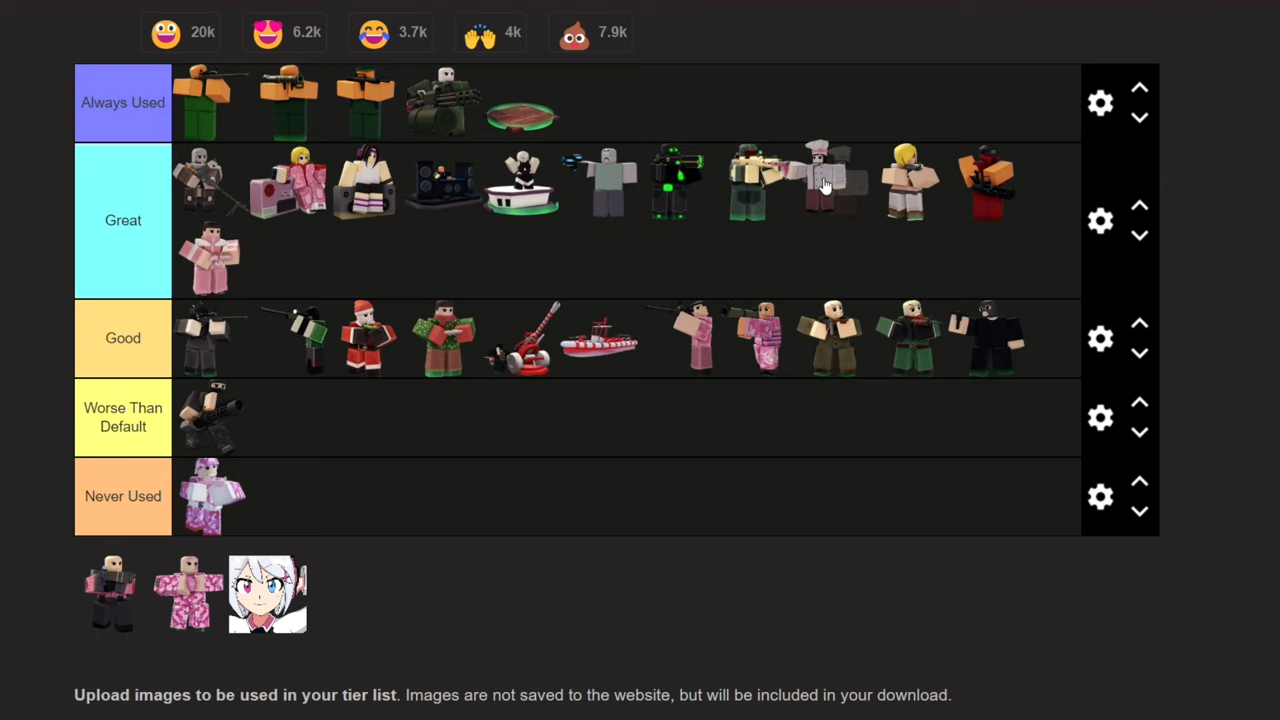 20k 6.2k 3.7k 4k 7.9k
Always Used
Great
Good
Worse Than
Default
Never Used
Upload images to be used in your tier list. Images are not saved to the website, but will be included in your download.